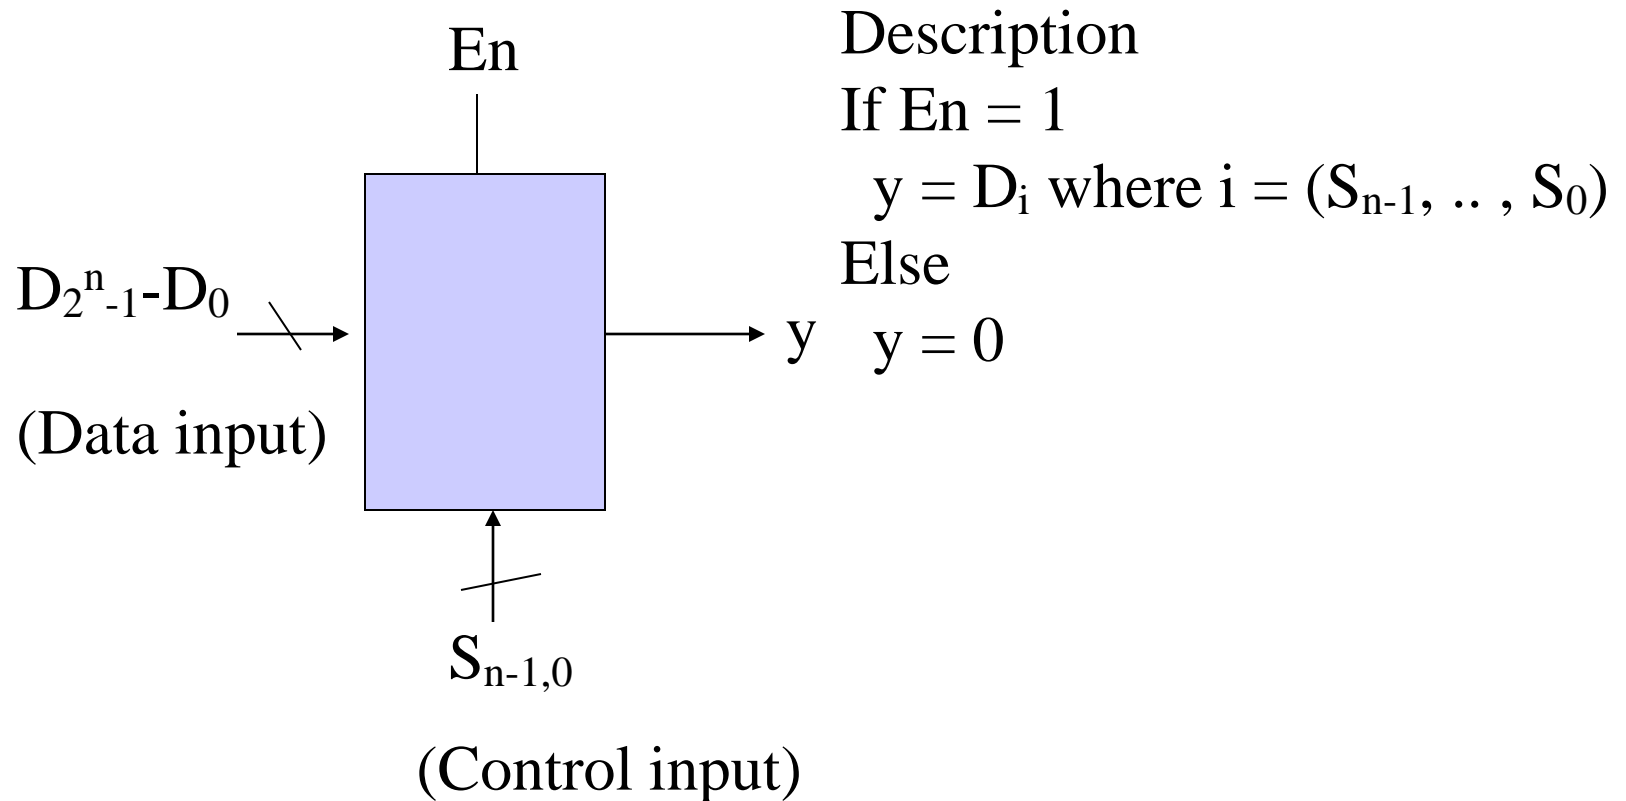 En
D₂ⁿ₋₁-D₀
(Data input)
Sₙ₋₁,₀
(Control input)
y
Description
If En = 1
y = Dᵢ where i = (Sₙ₋₁, .. , S₀)
Else
y = 0